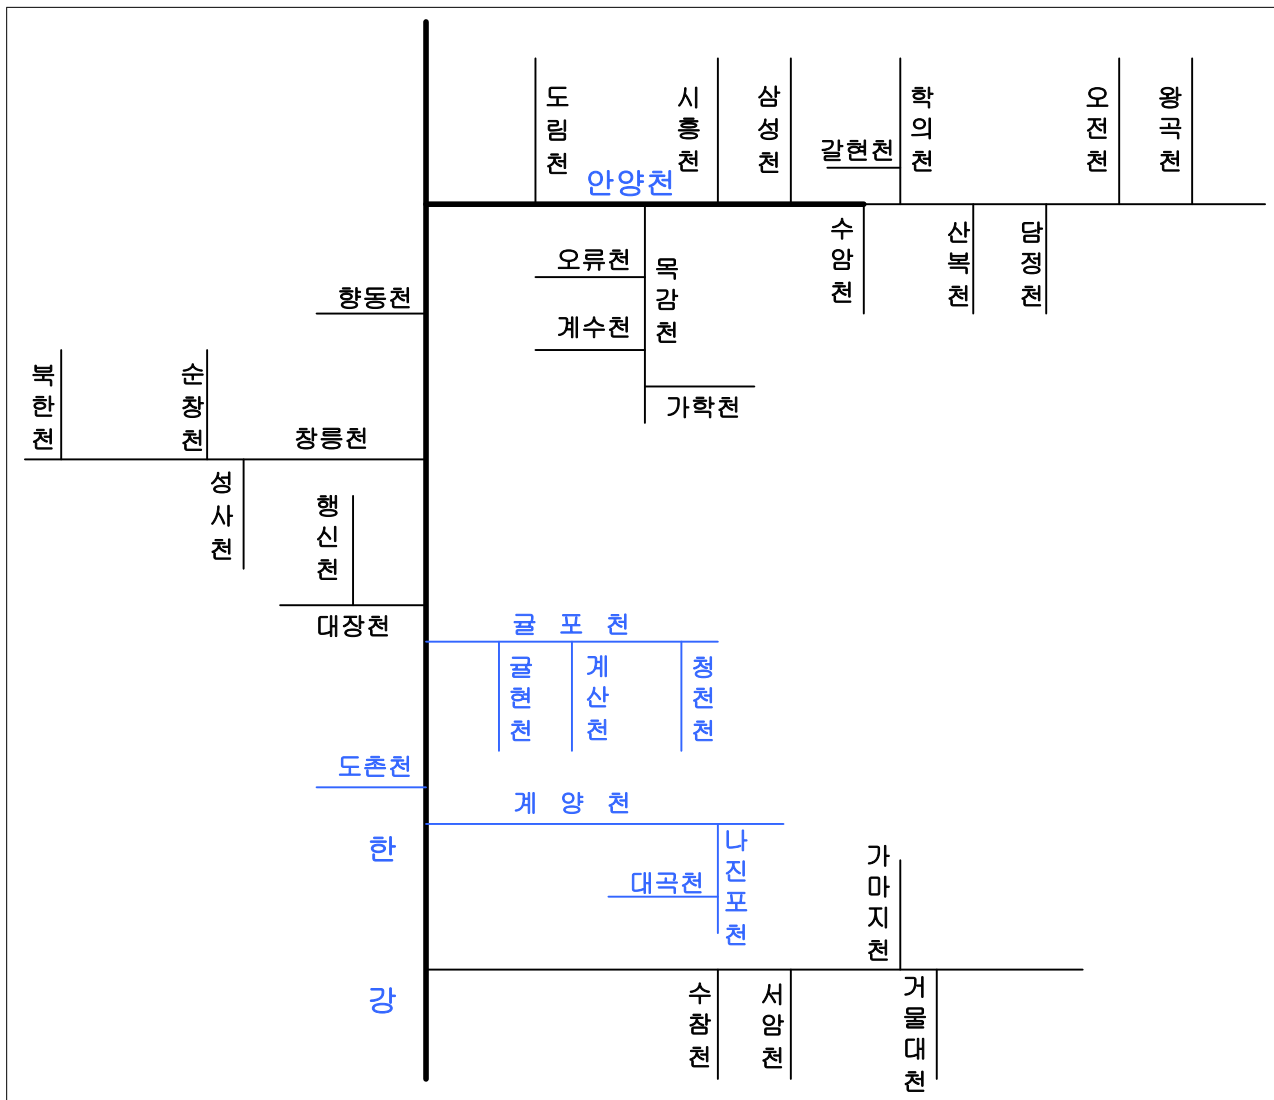 도림천
시흥천
삼성천
갈현천
학의천
오전천
왕곡천
안양천
오류천
목감천
계수천
가학천
수암천
산복천
담정천
향동천
북한천
순창천
창릉천
성사천
행신천
대장천
귤 포 천
귤현천
계산천
청천천
도촌천
계 양 천
한
강
나진포천
대곡천
가마지천
수참천
서암천
거물대천